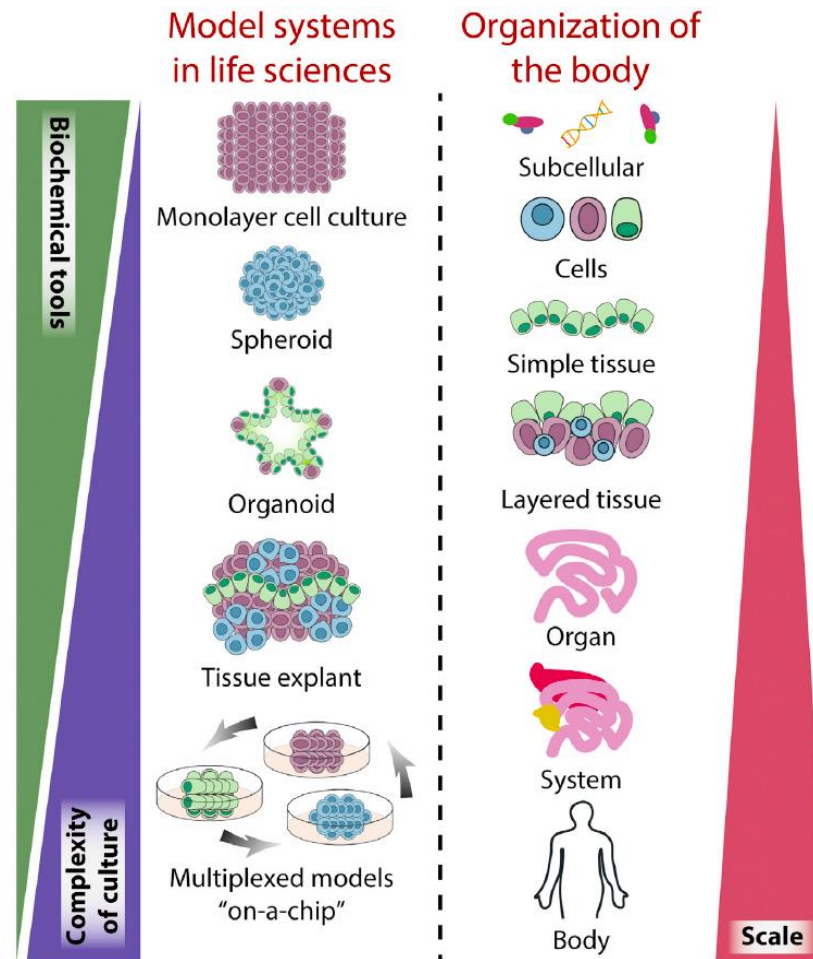 Model systems
in life sciences
Organization of
the body
Biochemical tools
Monolayer cell culture
Spheroid
Organoid
Tissue explant
Multiplexed models
“on-a-chip”
Complexity
of culture
Subcellular
Cells
Simple tissue
Layered tissue
Organ
System
Body
Scale